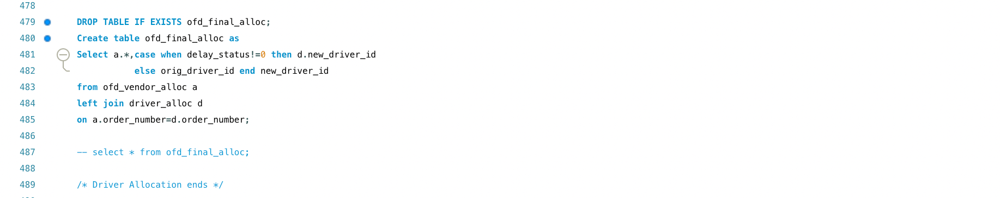 478
479 DROP TABLE IF EXISTS ofd_final_alloc;
480 Create table ofd_final_alloc as
481 Select a.*,case when delay_status!=0 then d.new_driver_id
482 else orig_driver_id end new_driver_id
483 from ofd_vendor_alloc a
484 left join driver_alloc d
485 on a.order_number=d.order_number;
486
487 -- select * from ofd_final_alloc;
488
489 /* Driver Allocation ends */